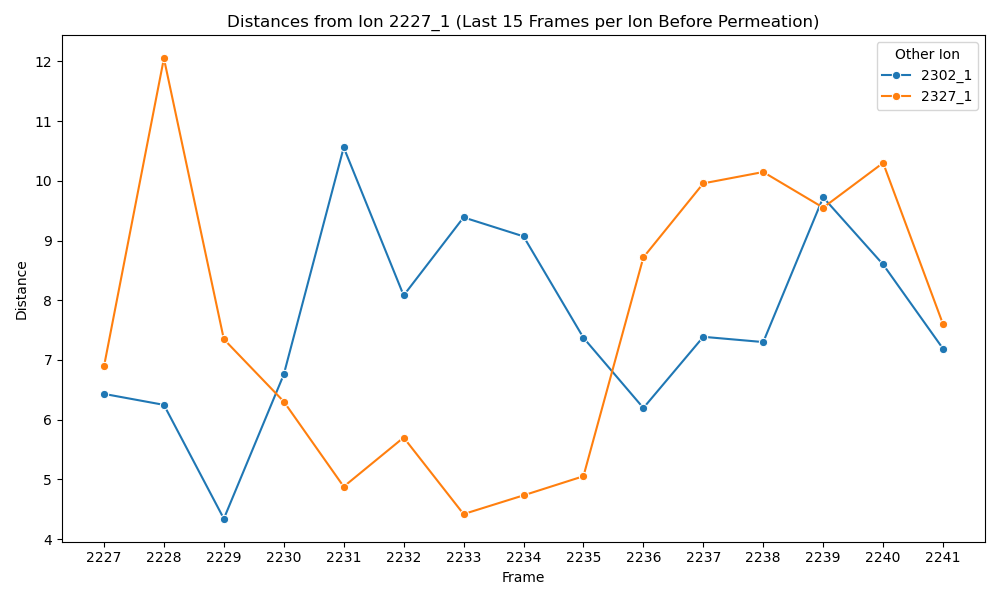 Distances from Ion 2227_1 (Last 15 Frames per Ion Before Permeation)
Other Ion
2302_1
2327_1
Distance
12
11
10
9
8
7
6
5
4
2227 2228 2229 2230 2231 2232 2233 2234 2235 2236 2237 2238 2239 2240 2241
Frame